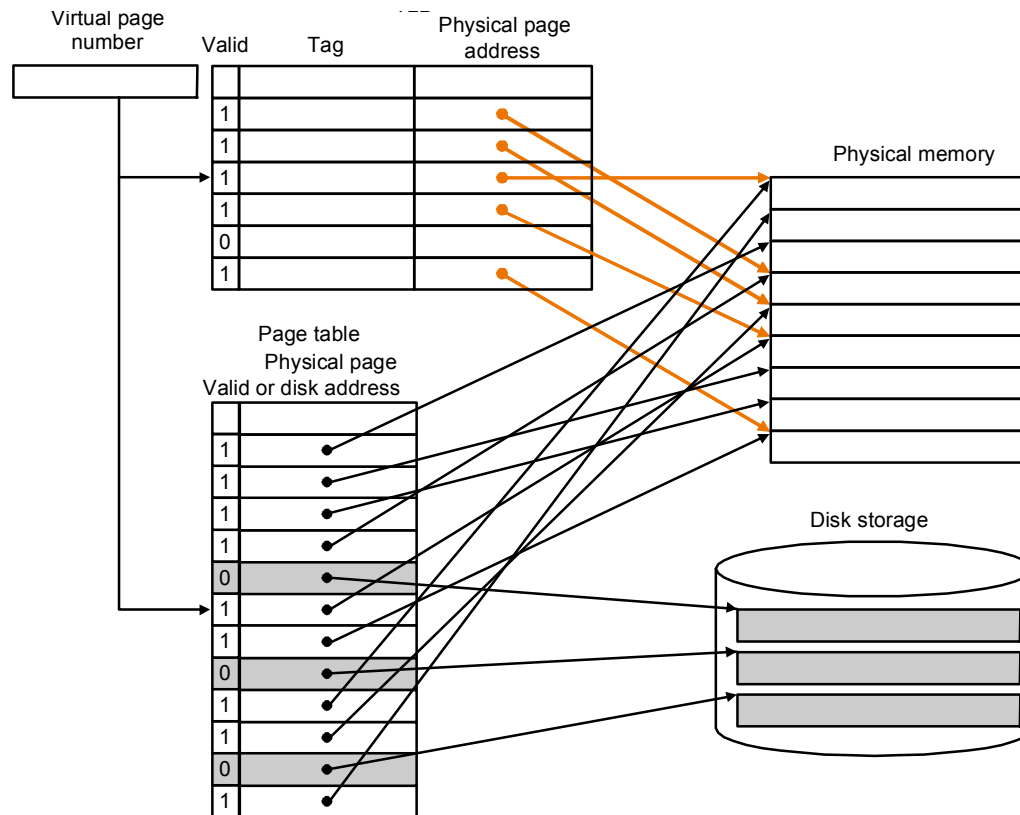 Virtual page
number
Valid
Tag
Physical page
address
1
1
1
1
0
1
Physical memory
Page table
Physical page
Valid or disk address
1
1
1
1
0
1
1
0
1
1
0
1
Disk storage